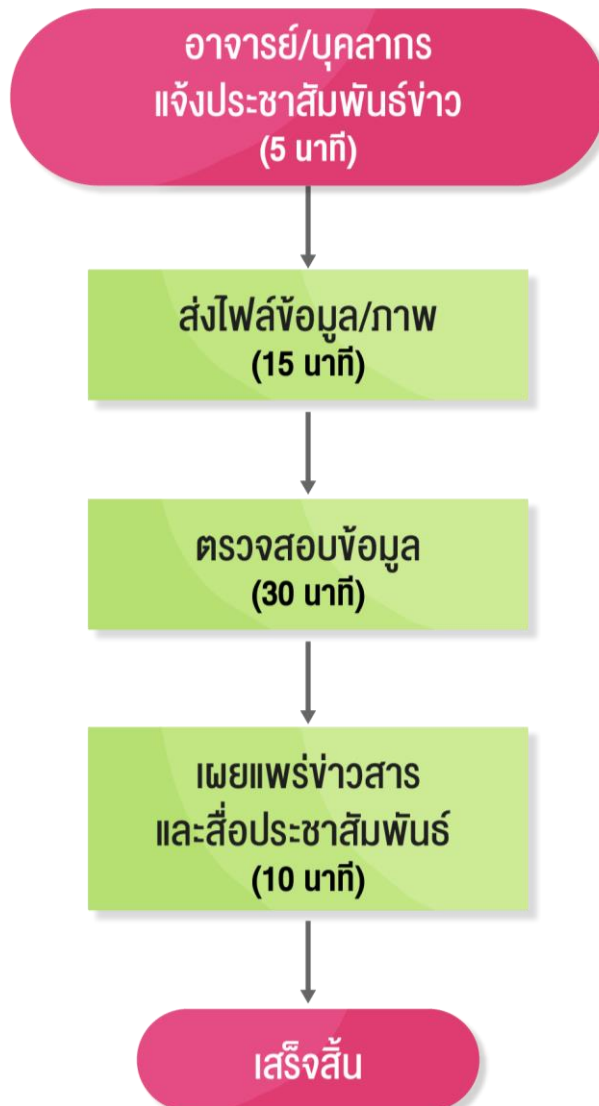 อาจารย์/บุคลากร
แจ้งประชาสัมพันธ์ข่าว
(5 นาที)
ส่งไฟล์ข้อมูล/ภาพ
(15 นาที)
ตรวจสอบข้อมูล
(30 นาที)
เผยแพร่ข่าวสาร
และสื่อประชาสัมพันธ์
(10 นาที)
เสร็จสิ้น